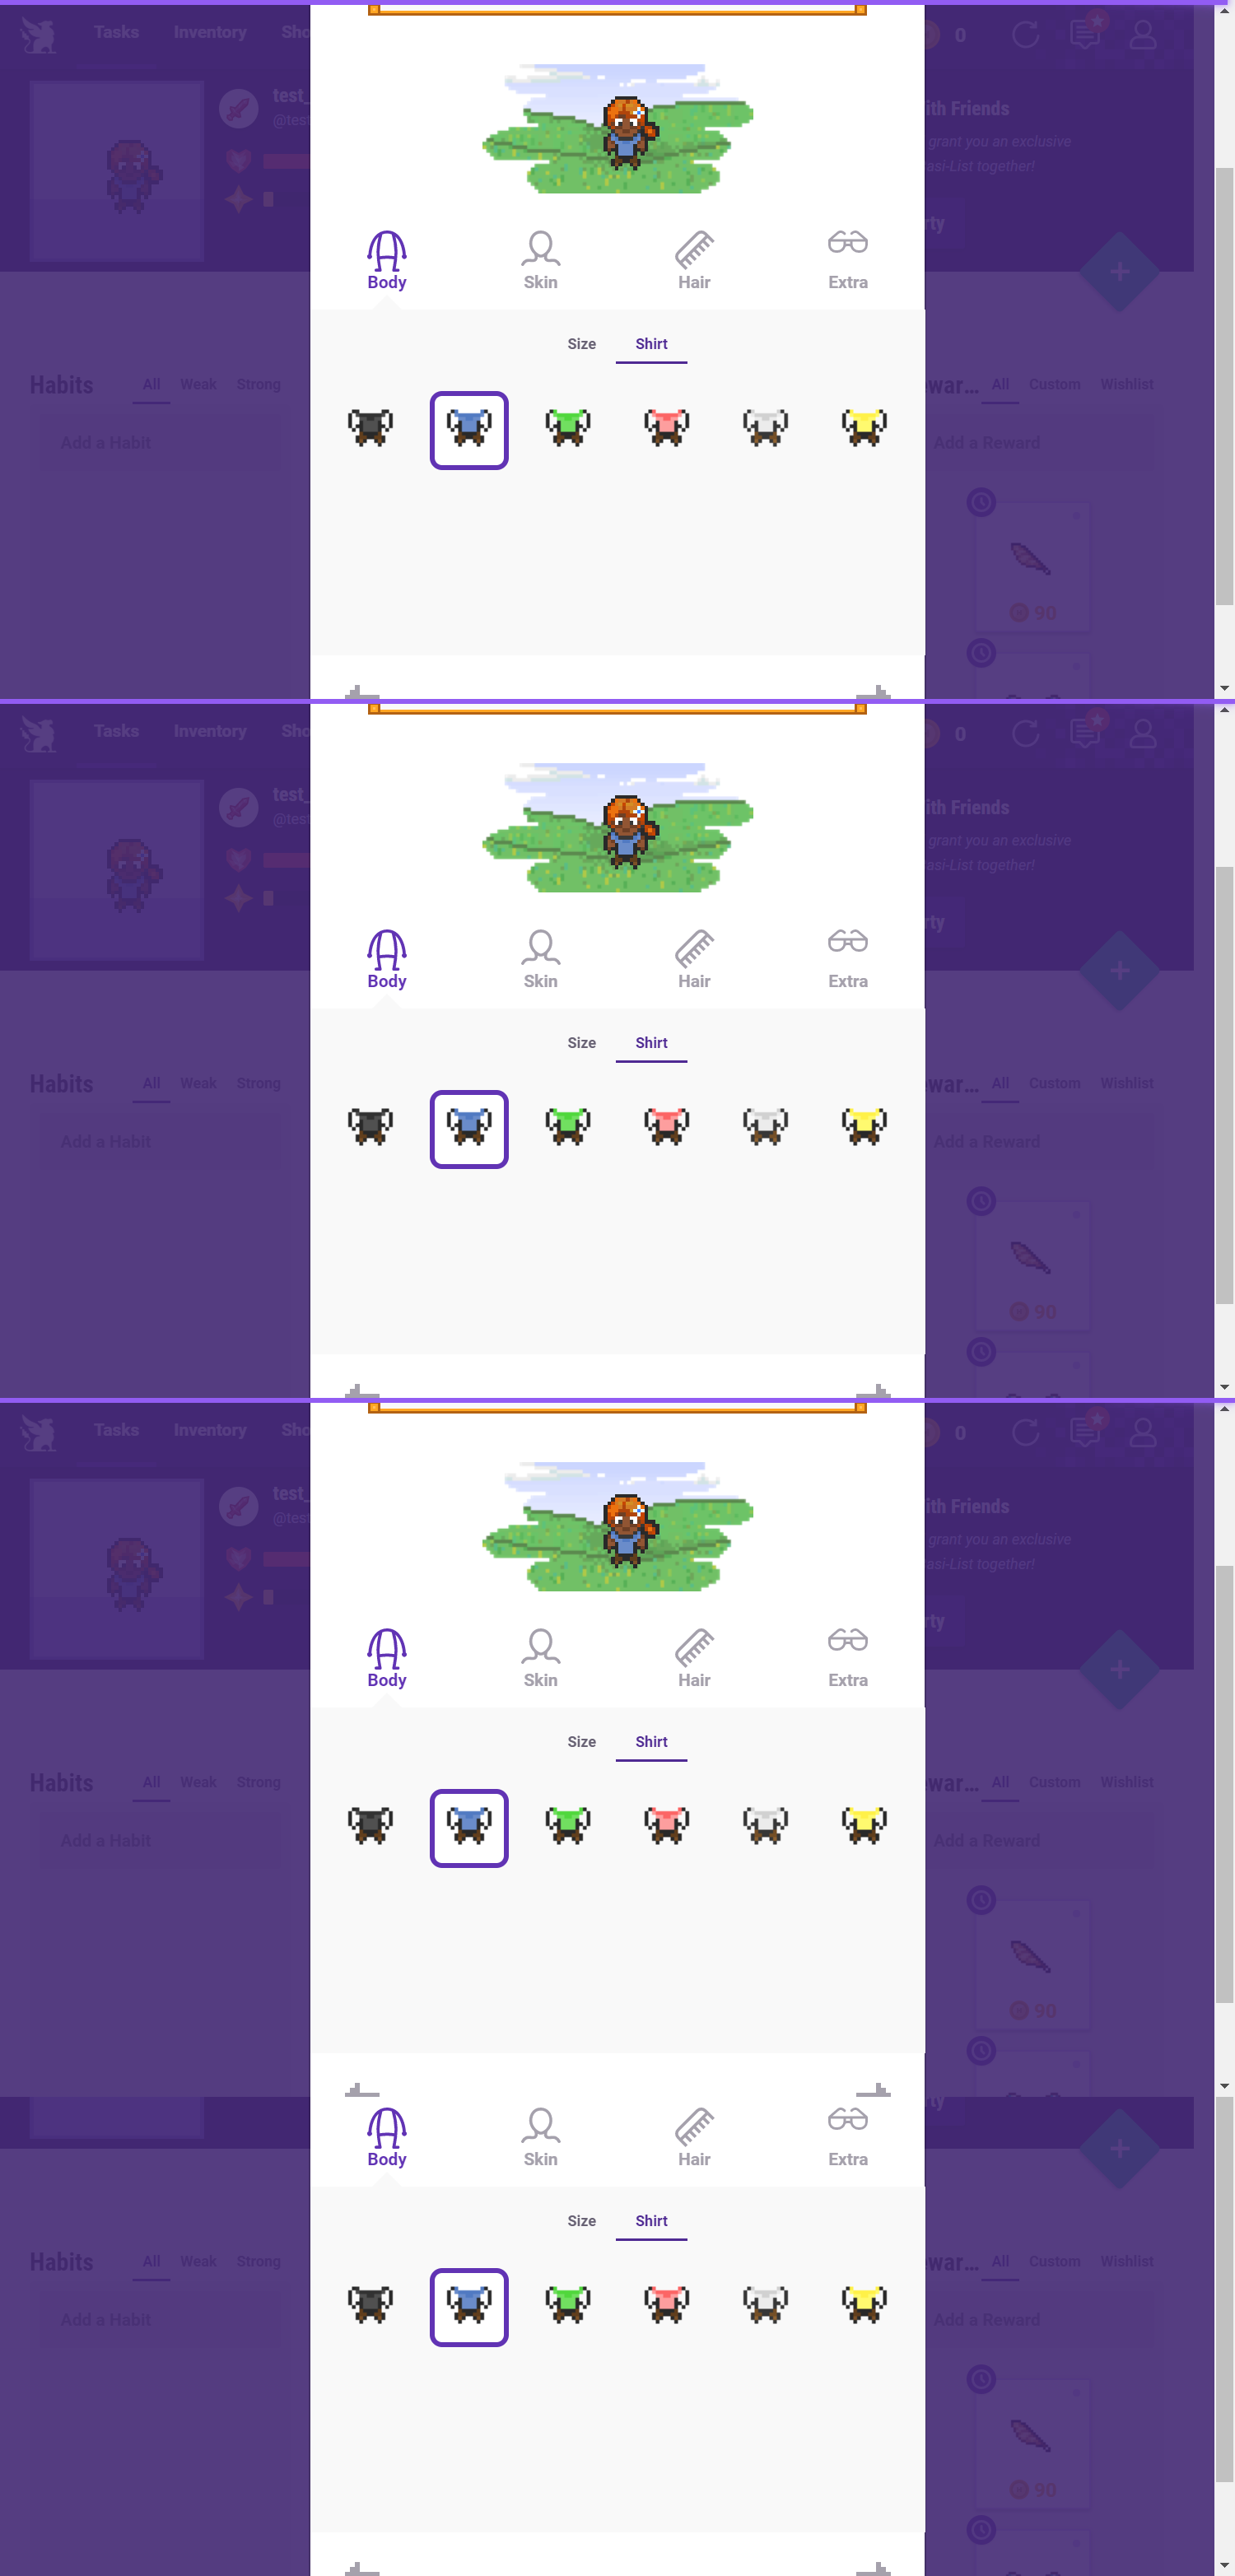 Tasks Inventory Sho 0
test_
@test
ith Friends
grant you an exclusive
asi-List together!
rty
Body Skin Hair Extra
Size Shirt
Habits All Weak Strong
Add a Habit
ewar... All Custom Wishlist
Add a Reward
90
Tasks Inventory Sho 0
test_
@test
ith Friends
grant you an exclusive
asi-List together!
rty
Body Skin Hair Extra
Size Shirt
Habits All Weak Strong
Add a Habit
ewar... All Custom Wishlist
Add a Reward
90
Tasks Inventory Sho 0
test_
@test
ith Friends
grant you an exclusive
asi-List together!
rty
Body Skin Hair Extra
Size Shirt
Habits All Weak Strong
Add a Habit
ewar... All Custom Wishlist
Add a Reward
90
rty
Body Skin Hair Extra
Size Shirt
Habits All Weak Strong
Add a Habit
ewar... All Custom Wishlist
Add a Reward
90